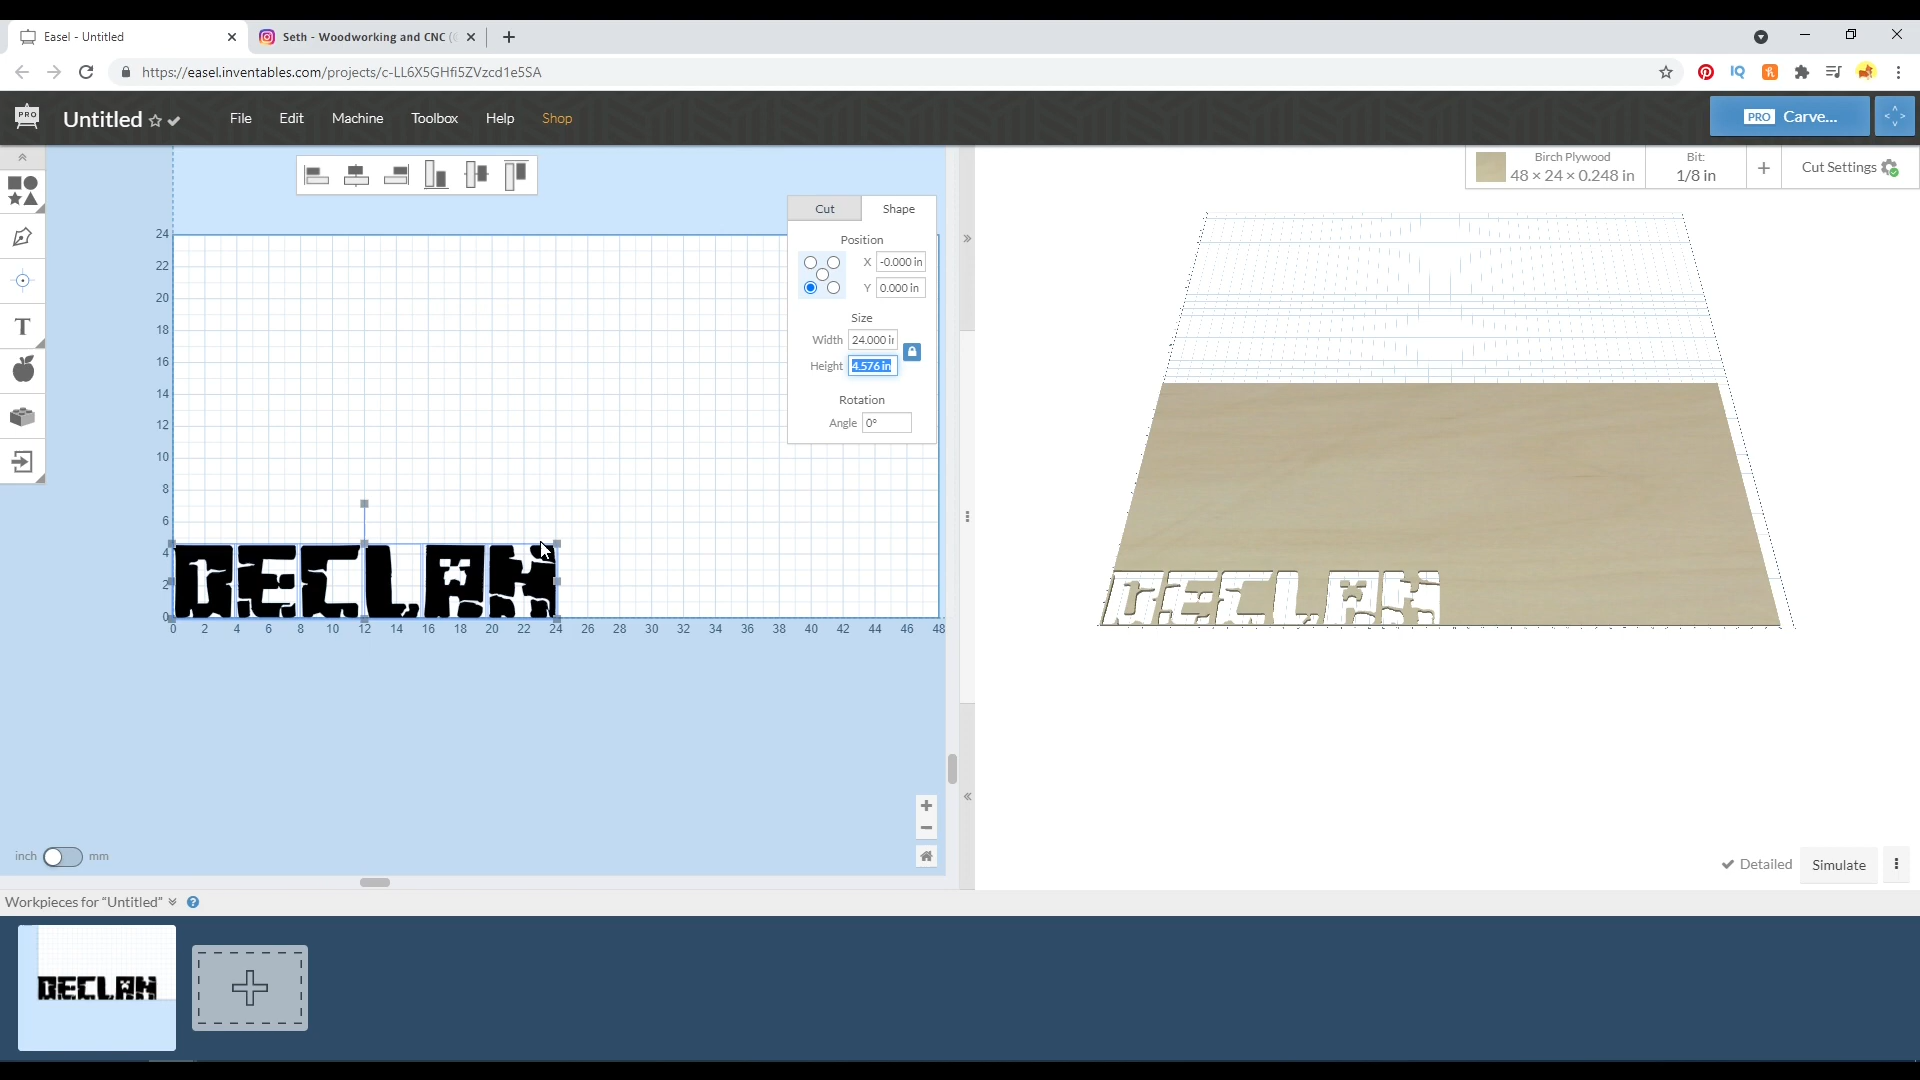 Easel - Untitled
Seth - Woodworking and CNC (
https://easel.inventables.com/projects/c-LL6X5GHfi5ZVzcd1e5SA
PRO
Untitled
File Edit Machine Toolbox Help Shop
PRO Carve...
Birch Plywood
48 × 24 × 0.248 in
Bit:
1/8 in
Cut Settings
Cut Shape
Position
X -0.000 in
Y 0.000 in
Size
Width 24.000 i
Height 4.576 in
Rotation
Angle 0°
24
22
20
18
16
14
12
10
8
6
4
2
0
DECLAN
0 2 4 6 8 10 12 14 16 18 20 22 24 26 28 30 32 34 36 38 40 42 44 46 48
DECLAN
T
IQ
inch mm
Detailed Simulate
Workpieces for "Untitled" ?
DECLAN